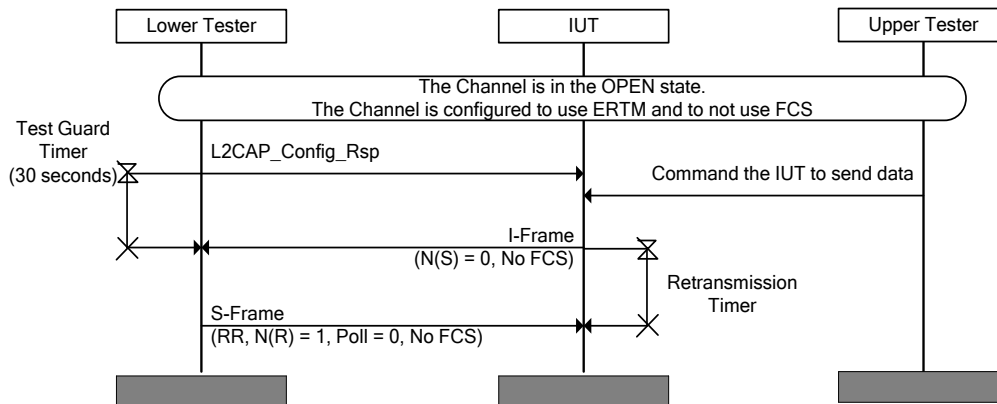 Lower Tester
IUT
Upper Tester
The Channel is in the OPEN state.
The Channel is configured to use ERTM and to not use FCS
Test Guard
Timer
(30 seconds)
L2CAP_Config_Rsp
Command the IUT to send data
I-Frame
(N(S) = 0, No FCS)
Retransmission
Timer
S-Frame
(RR, N(R) = 1, Poll = 0, No FCS)